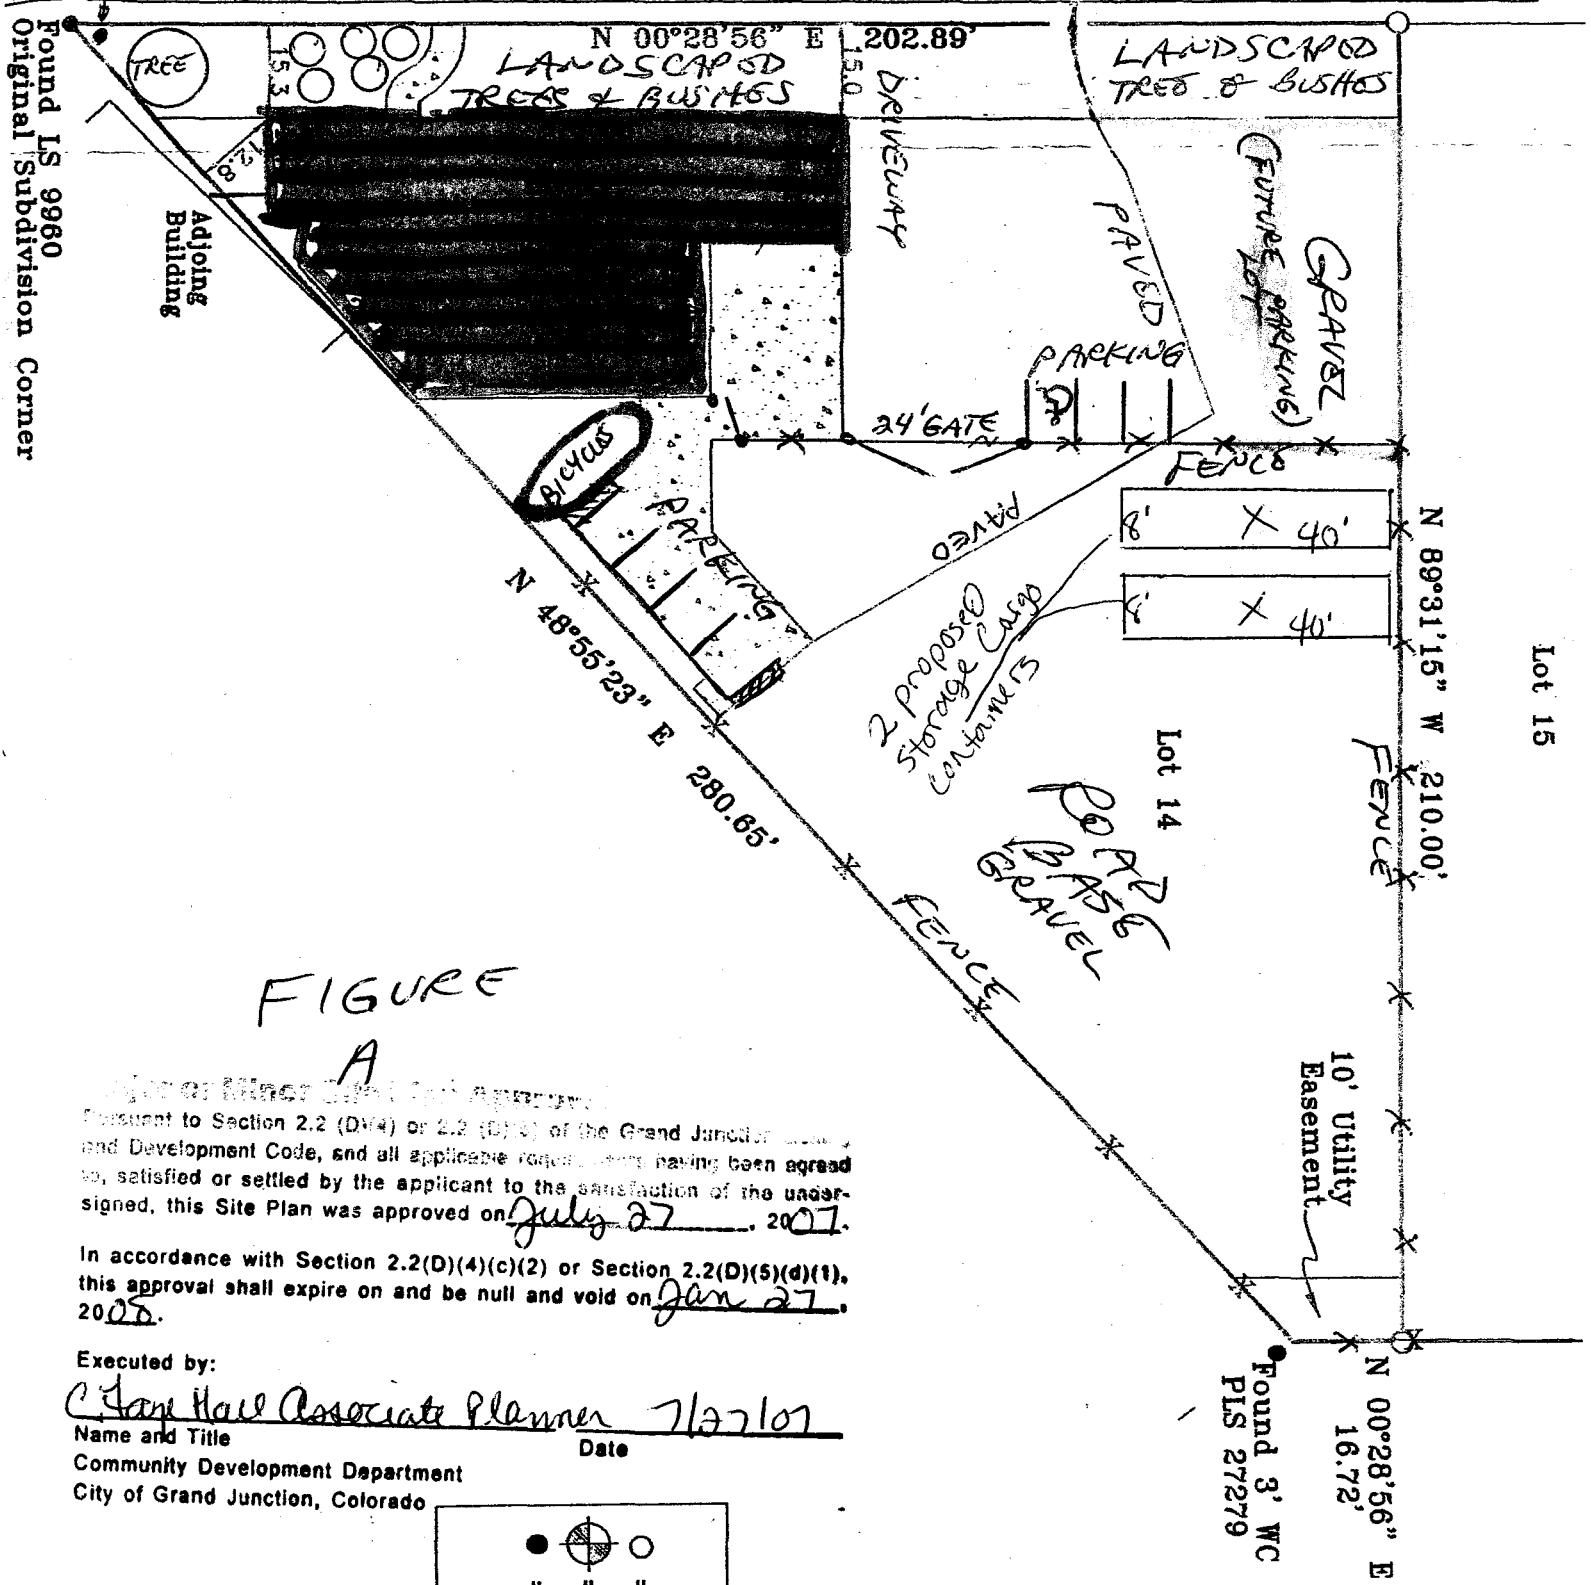 N 00°28'56" E 202.89'
TREE
15.3
LANDSCAPED
TREES & BUSHES
15.0
DRIVEWAY
LANDSCAPED
TREE & BUSHES
Found LS 9960
Original Subdivision Corner
12.8
Adjoing
Building
PAVED
GRAVEL
(FUTURE PARKING)
LOT
PARKING
24' GATE
FENCE
BICYCLES
PARKING
PAVED
8' X 40'
8' X 40'
2 proposed
Storage Cargo
containers
N 89°31'15" W 210.00'
Lot 15
FENCE
Lot 14
ROAD
BASE
GRAVEL
N 48°55'23" E 280.65'
FENCE
10' Utility
Easement
N 00°28'56" E
16.72'
Found 3' WC
PLS 27279
FIGURE
A
or Minor Site Approv
Pursuant to Section 2.2 (D)(4) or 2.2 of the Grand Junction
and Development Code, and all applicable having been agreed
to, satisfied or settled by the applicant to the satisfaction of the under-
signed, this Site Plan was approved on July 27, 2007.
In accordance with Section 2.2(D)(4)(c)(2) or Section 2.2(D)(5)(d)(1),
this approval shall expire on and be null and void on Jan 27,
2008.
Executed by:
C. Faye Hall Associate Planner 7/27/07
Name and Title Date
Community Development Department
City of Grand Junction, Colorado